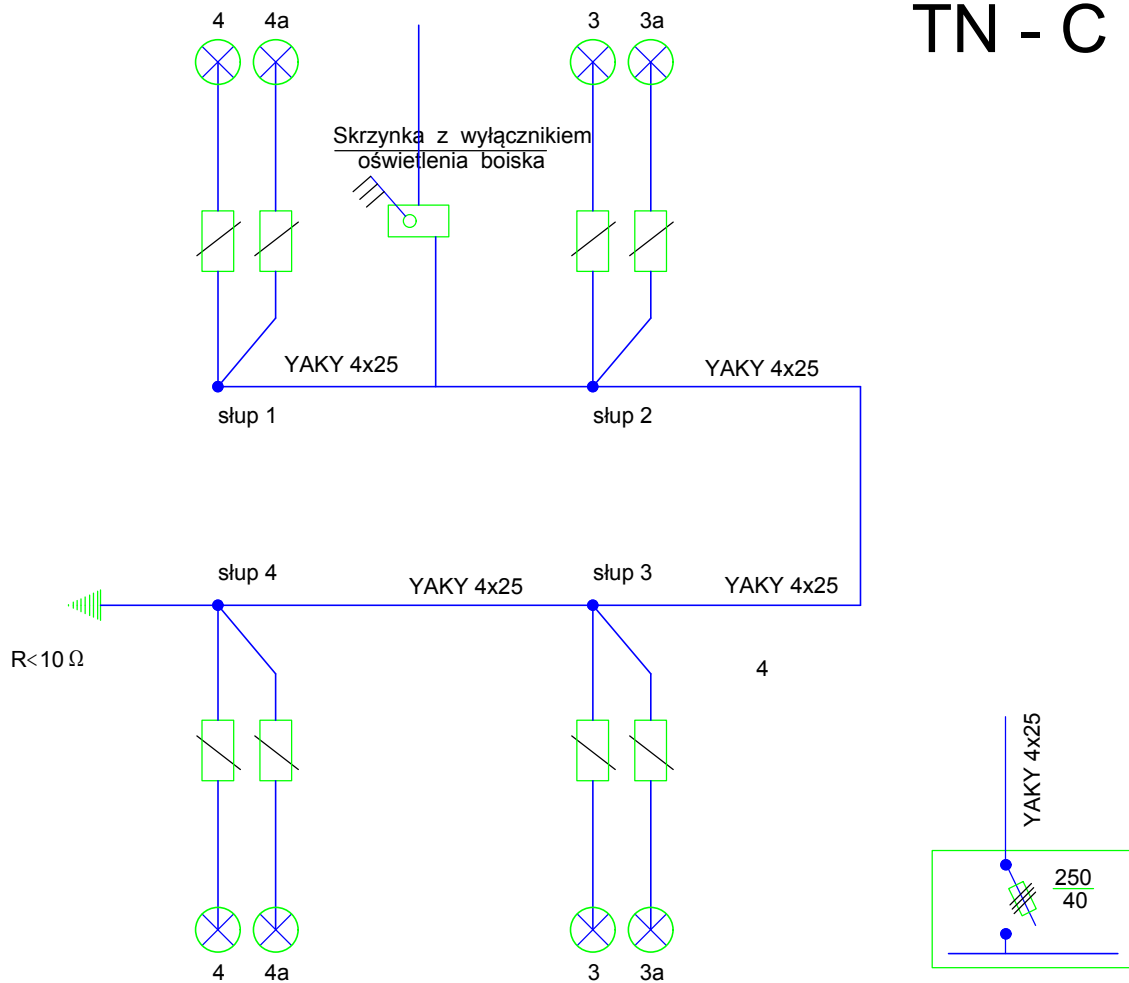 TN - C
4 4a 3 3a
Skrzynka z wyłącznikiem
oświetlenia boiska
YAKY 4x25 YAKY 4x25
słup 1 słup 2
słup 4 słup 3
YAKY 4x25 YAKY 4x25
R<10 Ω
4
YAKY 4x25
250
40
4 4a 3 3a